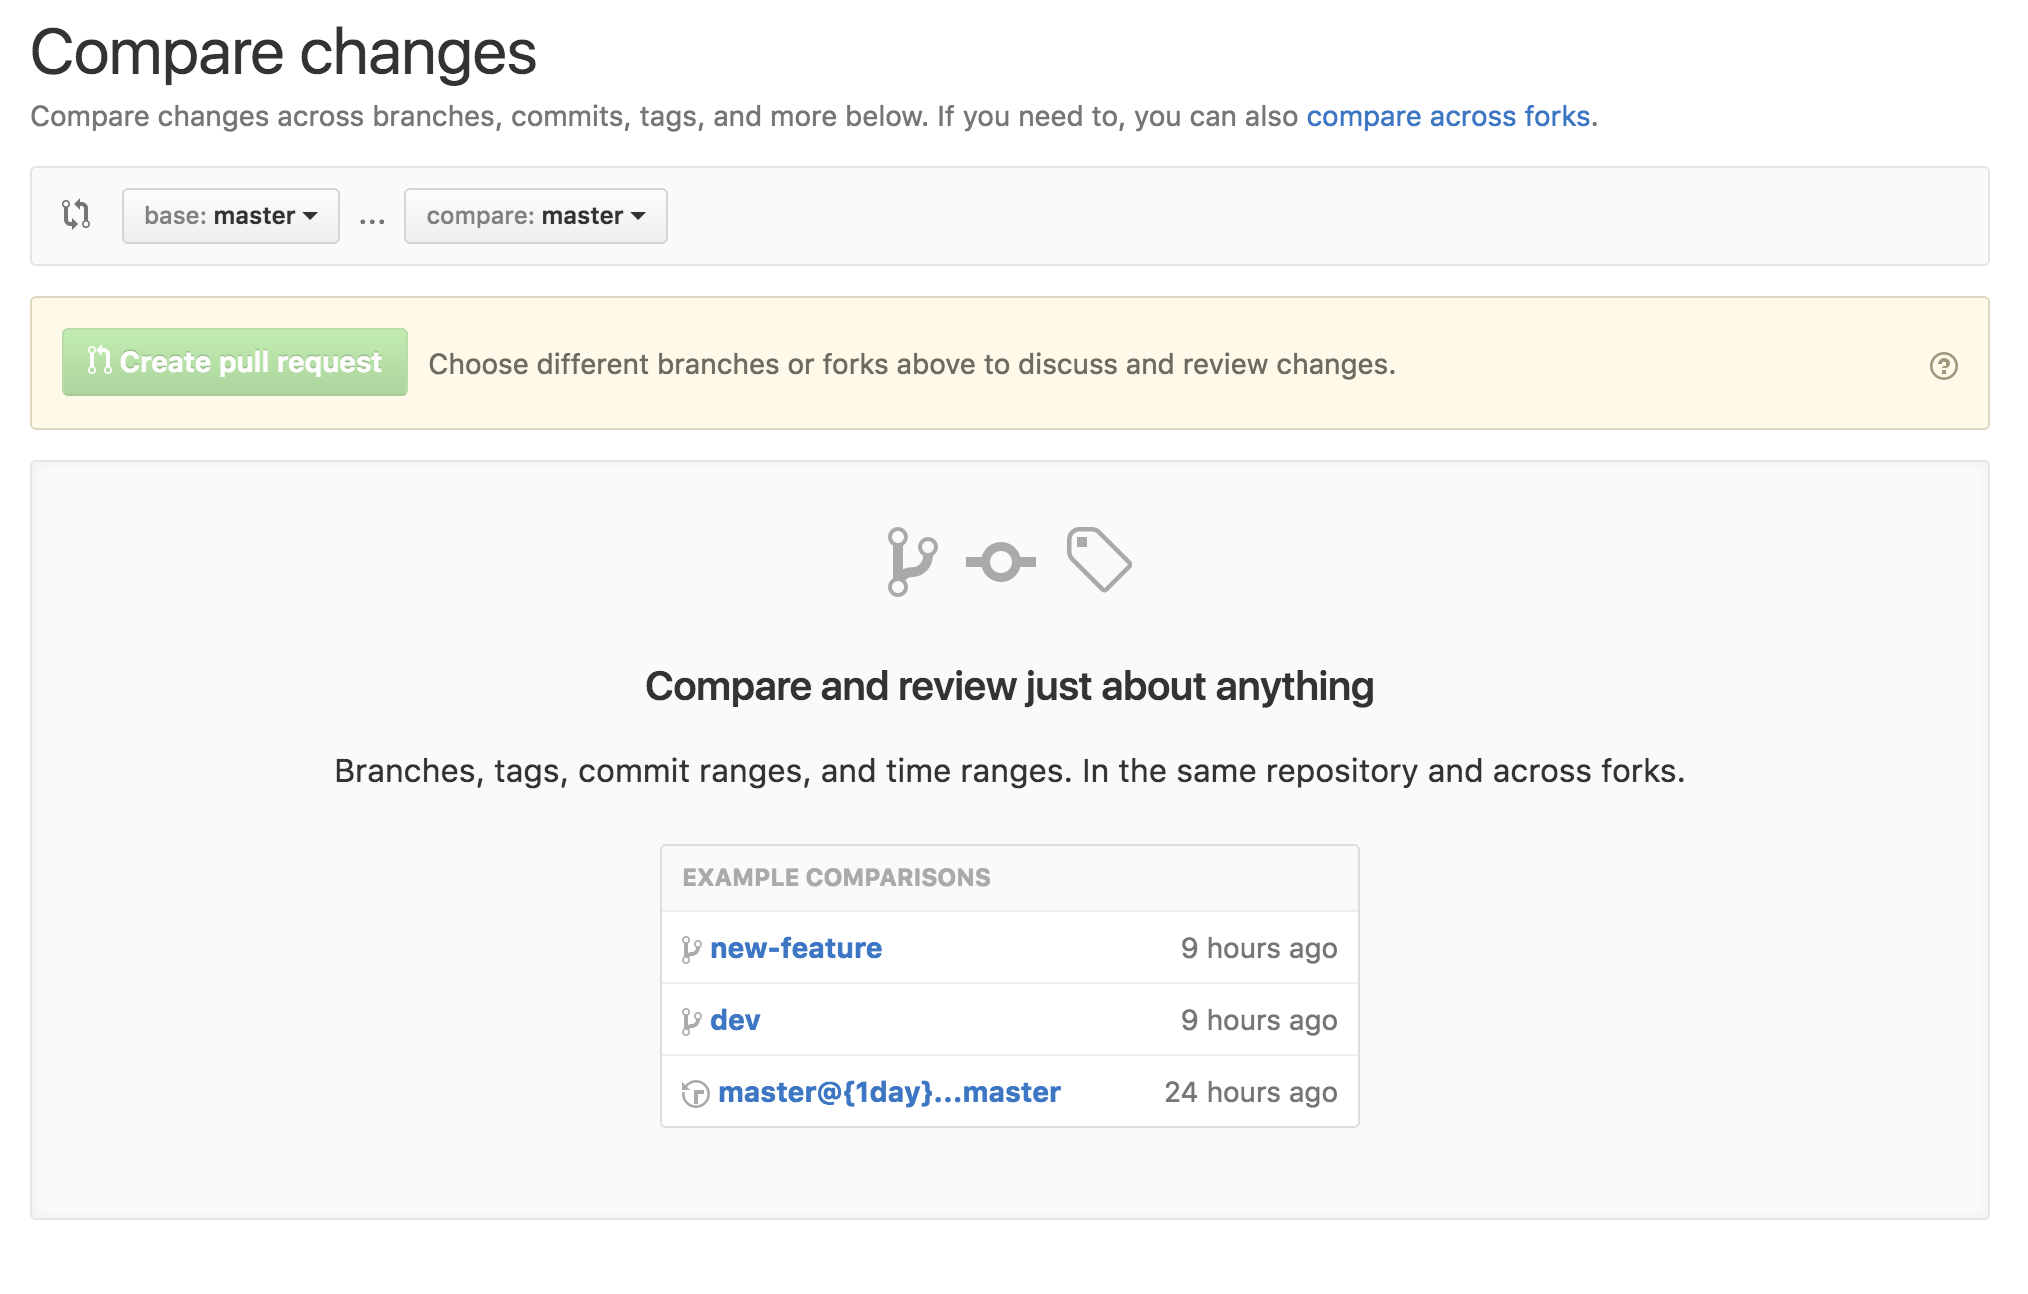 Compare changes
Compare changes across branches, commits, tags, and more below. If you need to, you can also compare across forks.
base: master ... compare: master
Create pull request Choose different branches or forks above to discuss and review changes.
Compare and review just about anything
Branches, tags, commit ranges, and time ranges. In the same repository and across forks.
EXAMPLE COMPARISONS
new-feature 9 hours ago
dev 9 hours ago
master@{1day}...master 24 hours ago